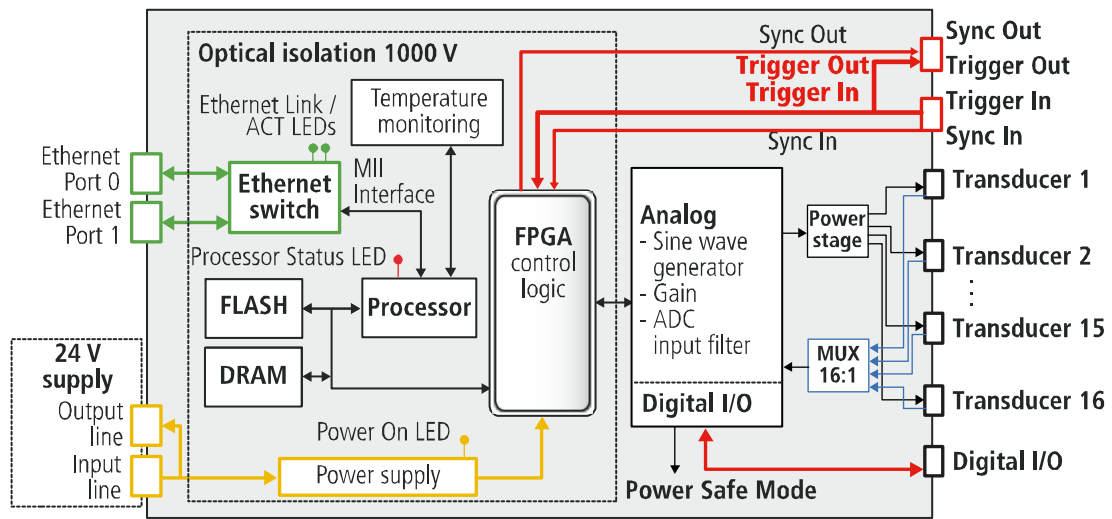 Sync Out
Sync Out
Optical isolation 1000 V
Trigger Out
Trigger Out
Trigger In
Trigger In
Sync In
Sync In
Ethernet Link /
ACT LEDs
Temperature
monitoring
Ethernet
Port 0
Ethernet
Port 1
Ethernet
switch
MII
Interface
Processor Status LED
FLASH
Processor
DRAM
FPGA
control
logic
Analog
- Sine wave
generator
- Gain
- ADC
input filter
Digital I/O
Power
stage
MUX
16:1
Transducer 1
Transducer 2
Transducer 15
Transducer 16
Digital I/O
24 V
supply
Output
line
Input
line
Power On LED
Power supply
Power Safe Mode